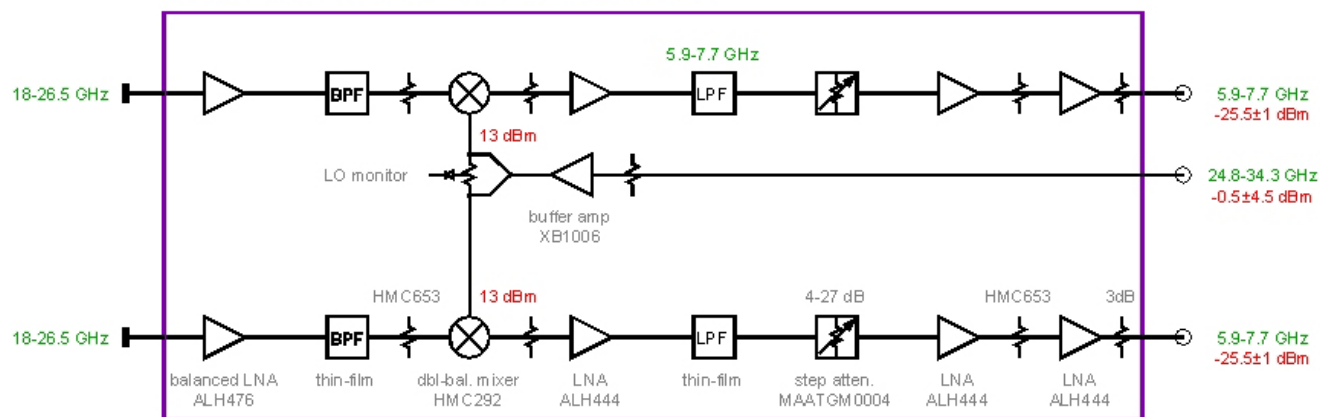 5.9-7.7 GHz
18-26.5 GHz
BPF
LPF
5.9-7.7 GHz
-25.5±1 dBm
13 dBm
LO monitor
24.8-34.3 GHz
-0.5±4.5 dBm
buffer amp
XB1006
HMC653
13 dBm
4-27 dB
HMC653
3dB
18-26.5 GHz
BPF
LPF
5.9-7.7 GHz
-25.5±1 dBm
balanced LNA
ALH476
thin-film
dbl-bal. mixer
HMC292
LNA
ALH444
thin-film
step atten.
MAATGM0004
LNA
ALH444
LNA
ALH444